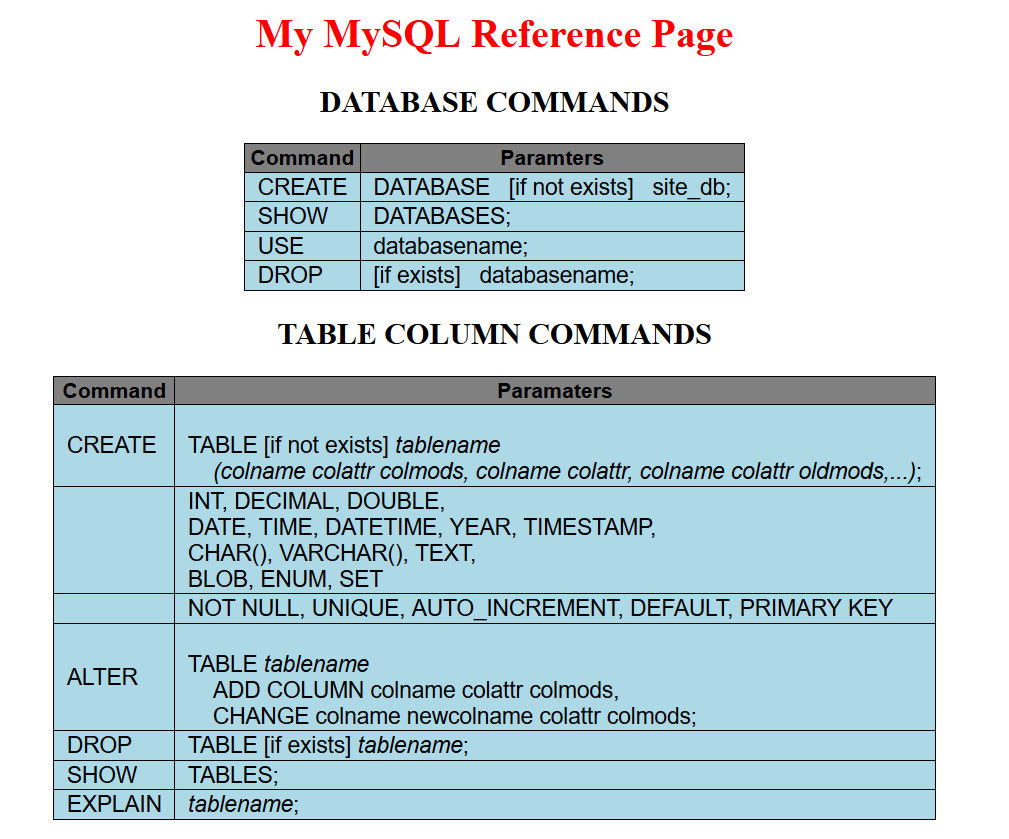 My MySQL Reference Page
DATABASE COMMANDS
Command Paramters
CREATE DATABASE [if not exists] site_db;
SHOW DATABASES;
USE databasename;
DROP [if exists] databasename;
TABLE COLUMN COMMANDS
Command Paramaters
CREATE TABLE [if not exists] tablename
(colname colattr colmods, colname colattr, colname colattr oldmods,...);
INT, DECIMAL, DOUBLE,
DATE, TIME, DATETIME, YEAR, TIMESTAMP,
CHAR(), VARCHAR(), TEXT,
BLOB, ENUM, SET
NOT NULL, UNIQUE, AUTO_INCREMENT, DEFAULT, PRIMARY KEY
ALTER
TABLE tablename
ADD COLUMN colname colattr colmods,
CHANGE colname newcolname colattr colmods;
DROP TABLE [if exists] tablename;
SHOW TABLES;
EXPLAIN tablename;